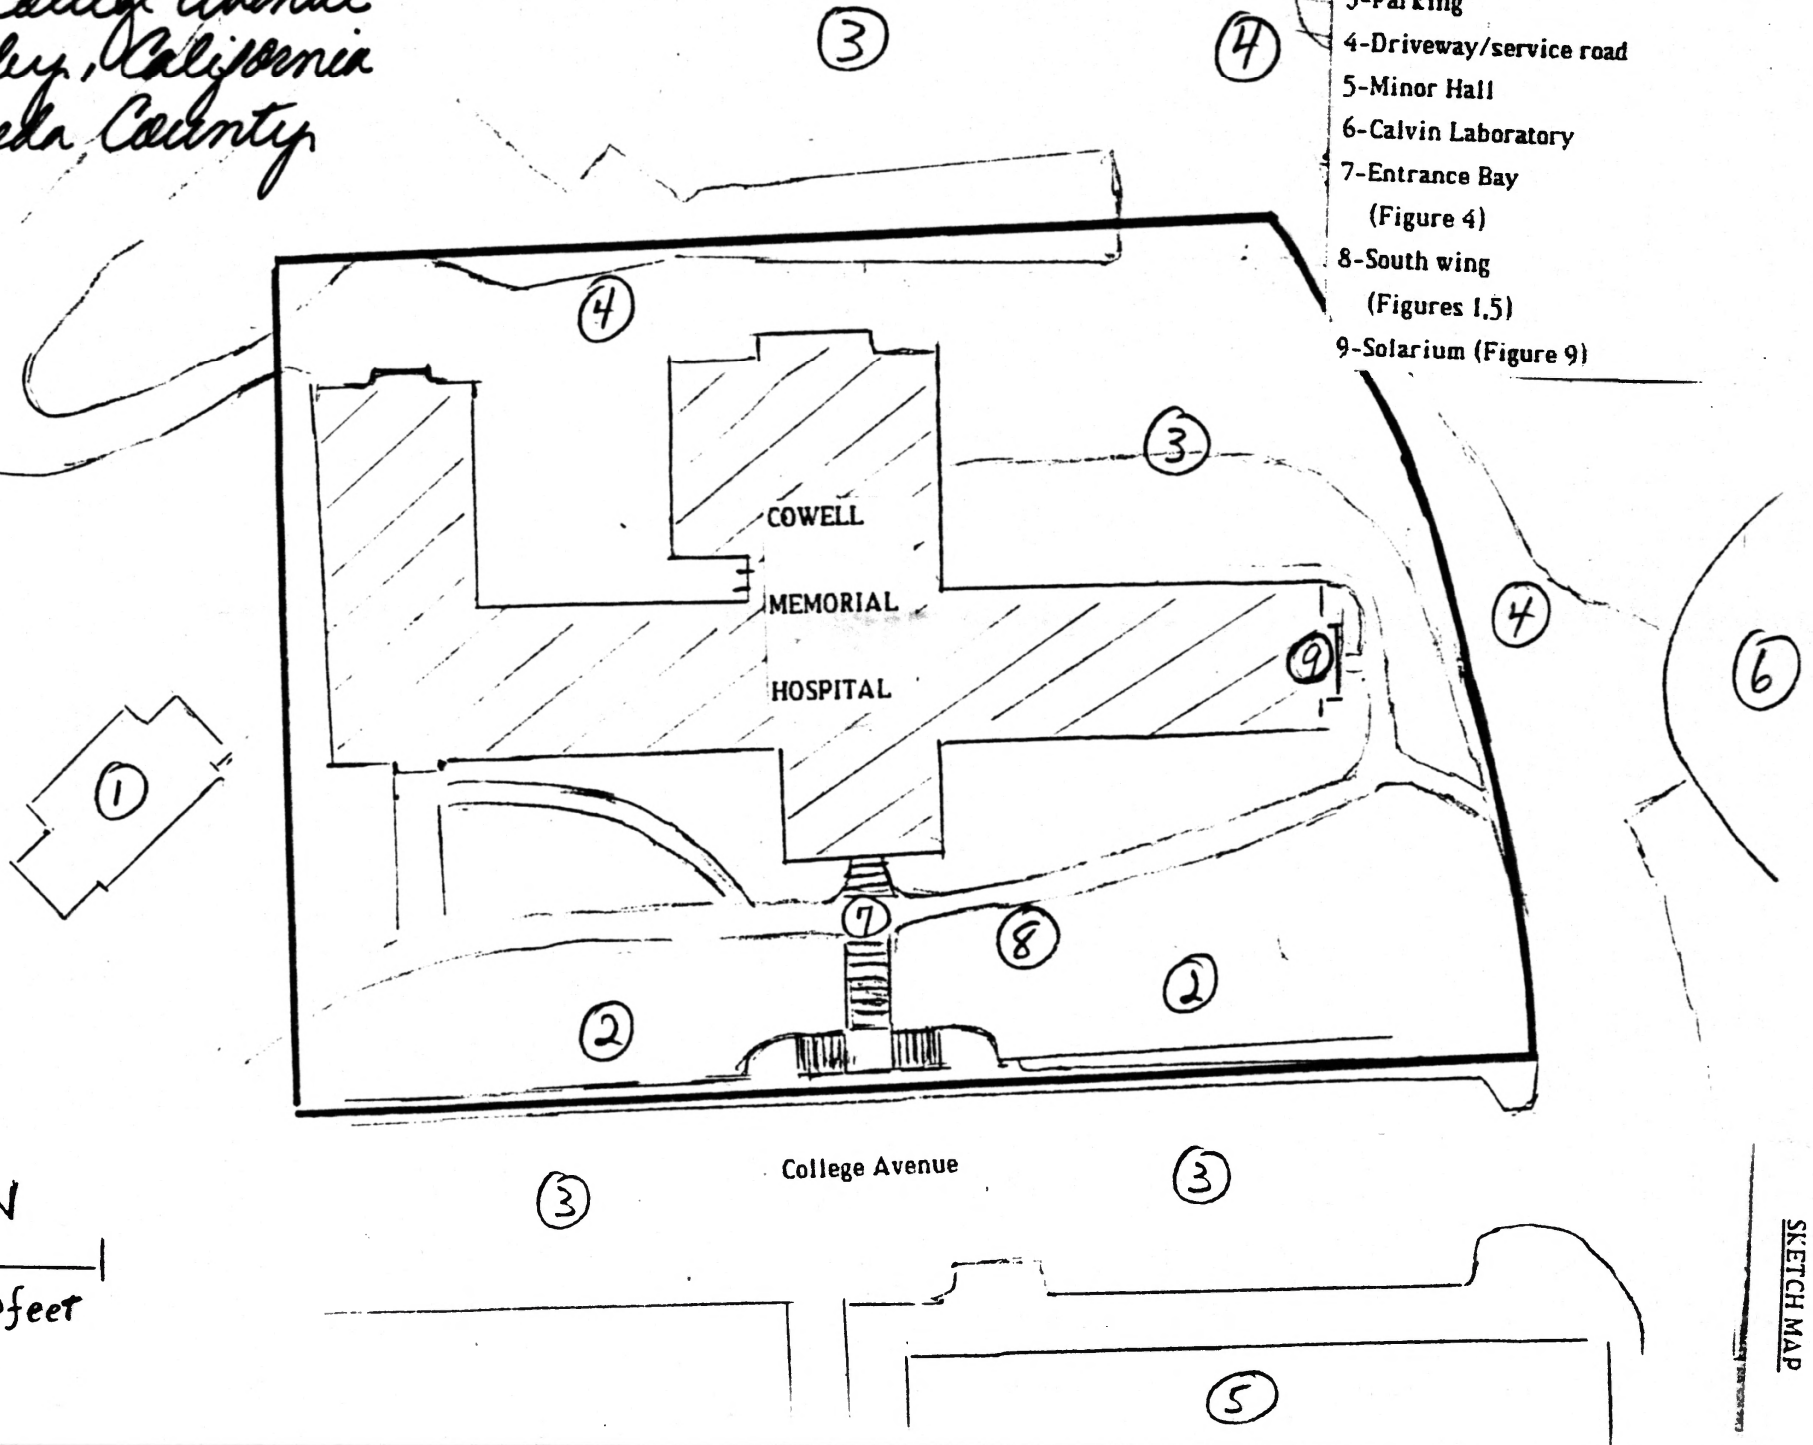 California
County
3-Parking
4-Driveway/service road
5-Minor Hall
6-Calvin Laboratory
7-Entrance Bay
(Figure 4)
8-South wing
(Figures 1,5)
9-Solarium (Figure 9)
3
4
4
3
COWELL
MEMORIAL
HOSPITAL
9
4
6
1
7
8
2
2
College Avenue
3
3
N
feet
5
SKETCH MAP